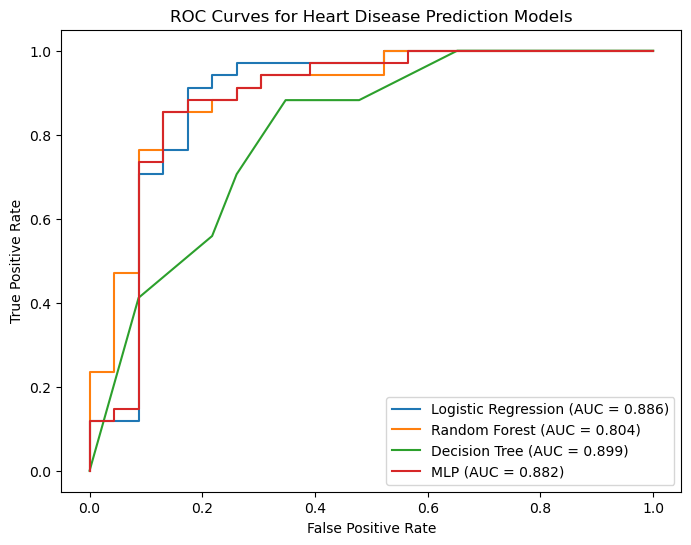 ROC Curves for Heart Disease Prediction Models
True Positive Rate
1.0
0.8
0.6
0.4
0.2
0.0
Logistic Regression (AUC = 0.886)
Random Forest (AUC = 0.804)
Decision Tree (AUC = 0.899)
MLP (AUC = 0.882)
0.0 0.2 0.4 0.6 0.8 1.0
False Positive Rate